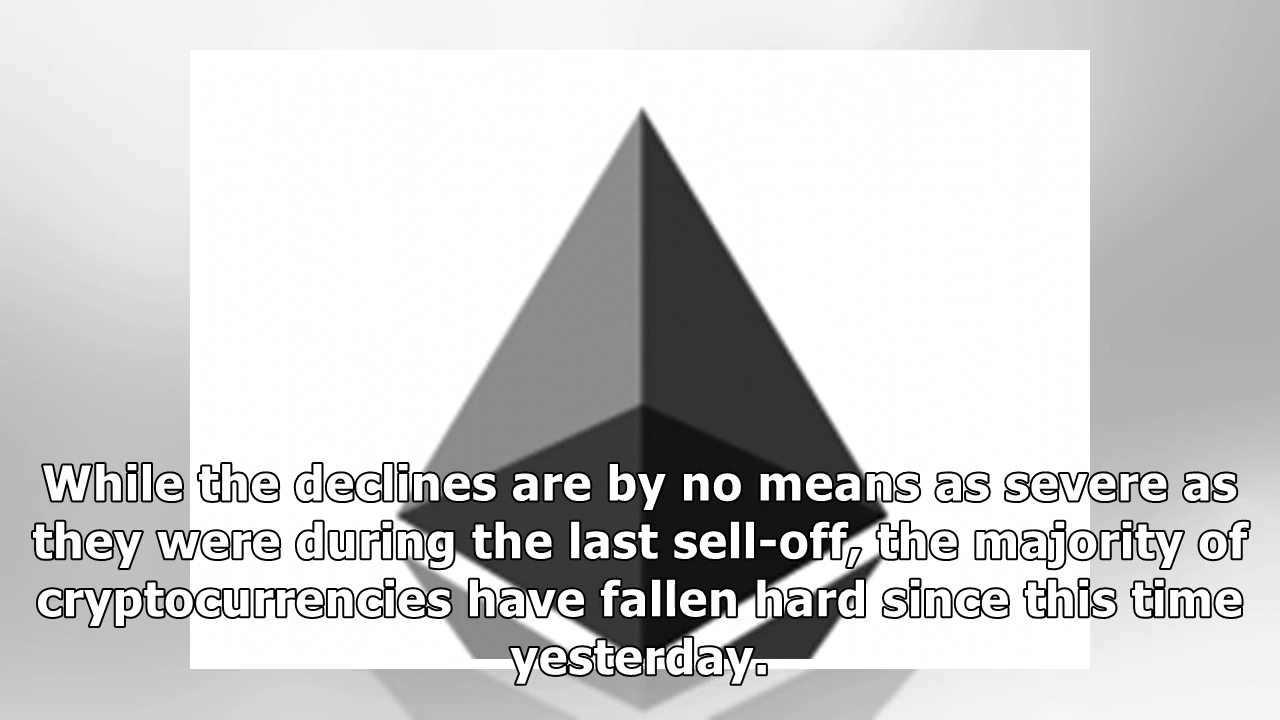 While the declines are by no means as severe as
they were during the last sell-off, the majority of
cryptocurrencies have fallen hard since this time
yesterday.